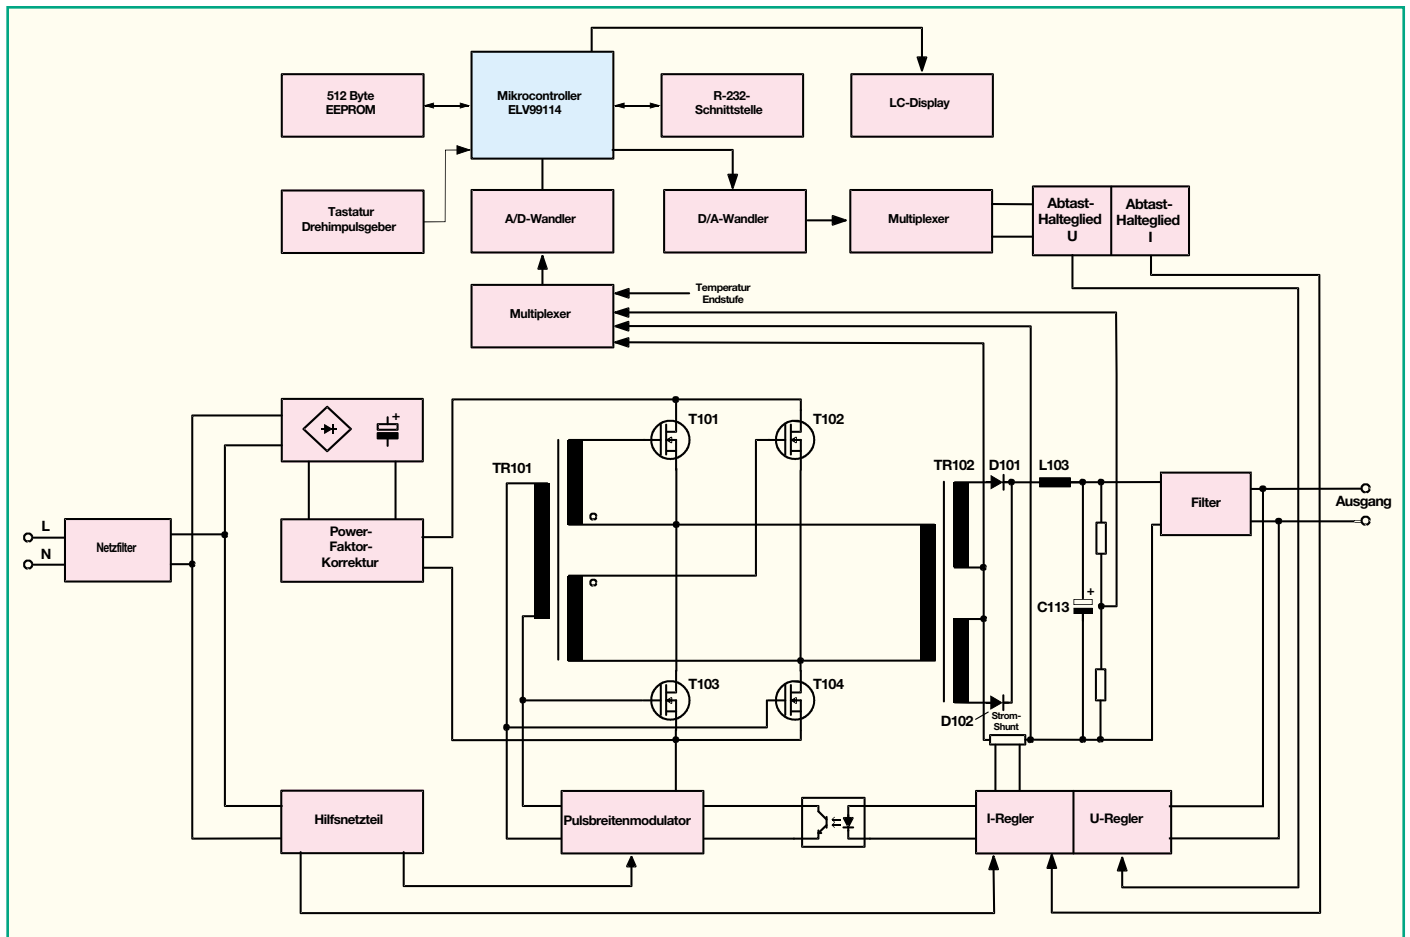 512 Byte
EEPROM
Mikrocontroller
ELV99114
R-232-
Schnittstelle
LC-Display
Tastatur
Drehimpulsgeber
A/D-Wandler
D/A-Wandler
Multiplexer
Abtast-
Halteglied
U
Abtast-
Halteglied
I
Multiplexer
Temperatur
Endstufe
+
T101
T102
TR101
TR102
D101
L103
L
N
Netzfilter
Power-
Faktor-
Korrektur
Filter
Ausgang
+
C113
T103
T104
D102
Strom-
Shunt
Hilfsnetzteil
Pulsbreitenmodulator
I-Regler
U-Regler